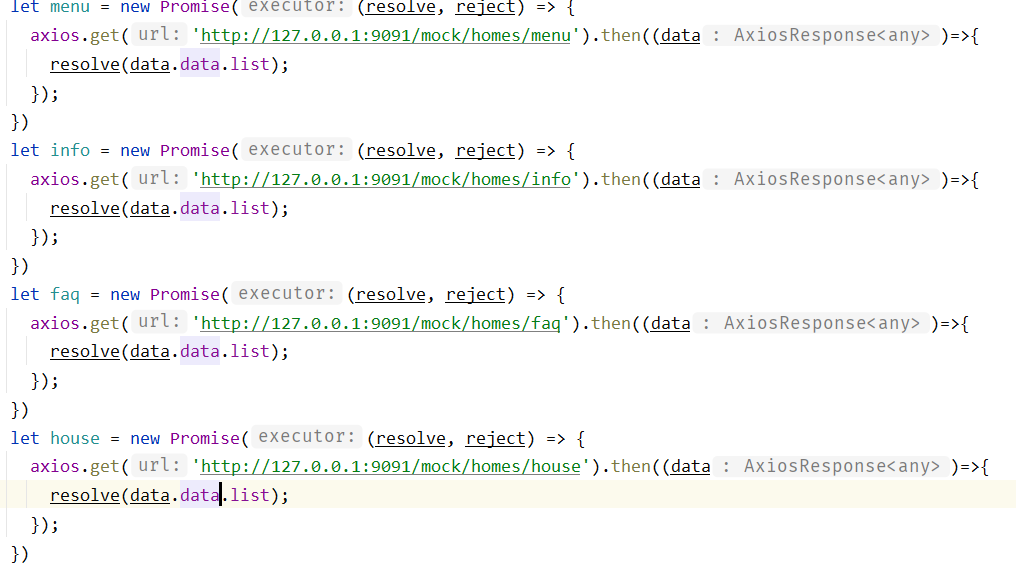 let menu = new Promise( executor: (resolve, reject) => {
axios.get( url: 'http://127.0.0.1:9091/mock/homes/menu').then((data : AxiosResponse<any> )=>{
resolve(data.data.list);
});
})
let info = new Promise( executor: (resolve, reject) => {
axios.get( url: 'http://127.0.0.1:9091/mock/homes/info').then((data : AxiosResponse<any> )=>{
resolve(data.data.list);
});
})
let faq = new Promise( executor: (resolve, reject) => {
axios.get( url: 'http://127.0.0.1:9091/mock/homes/faq').then((data : AxiosResponse<any> )=>{
resolve(data.data.list);
});
})
let house = new Promise( executor: (resolve, reject) => {
axios.get( url: 'http://127.0.0.1:9091/mock/homes/house').then((data : AxiosResponse<any> )=>{
resolve(data.data.list);
});
})